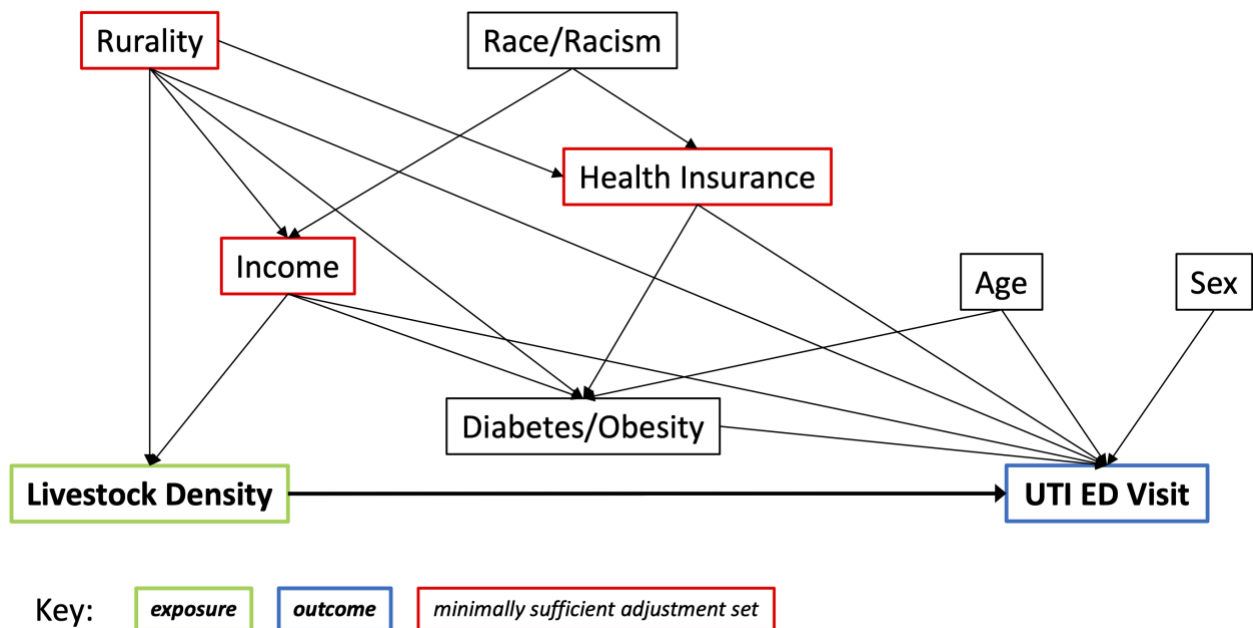 Rurality
Race/Racism
Health Insurance
Income
Age
Sex
Diabetes/Obesity
Livestock Density
UTI ED Visit
Key:
exposure
outcome
minimally sufficient adjustment set